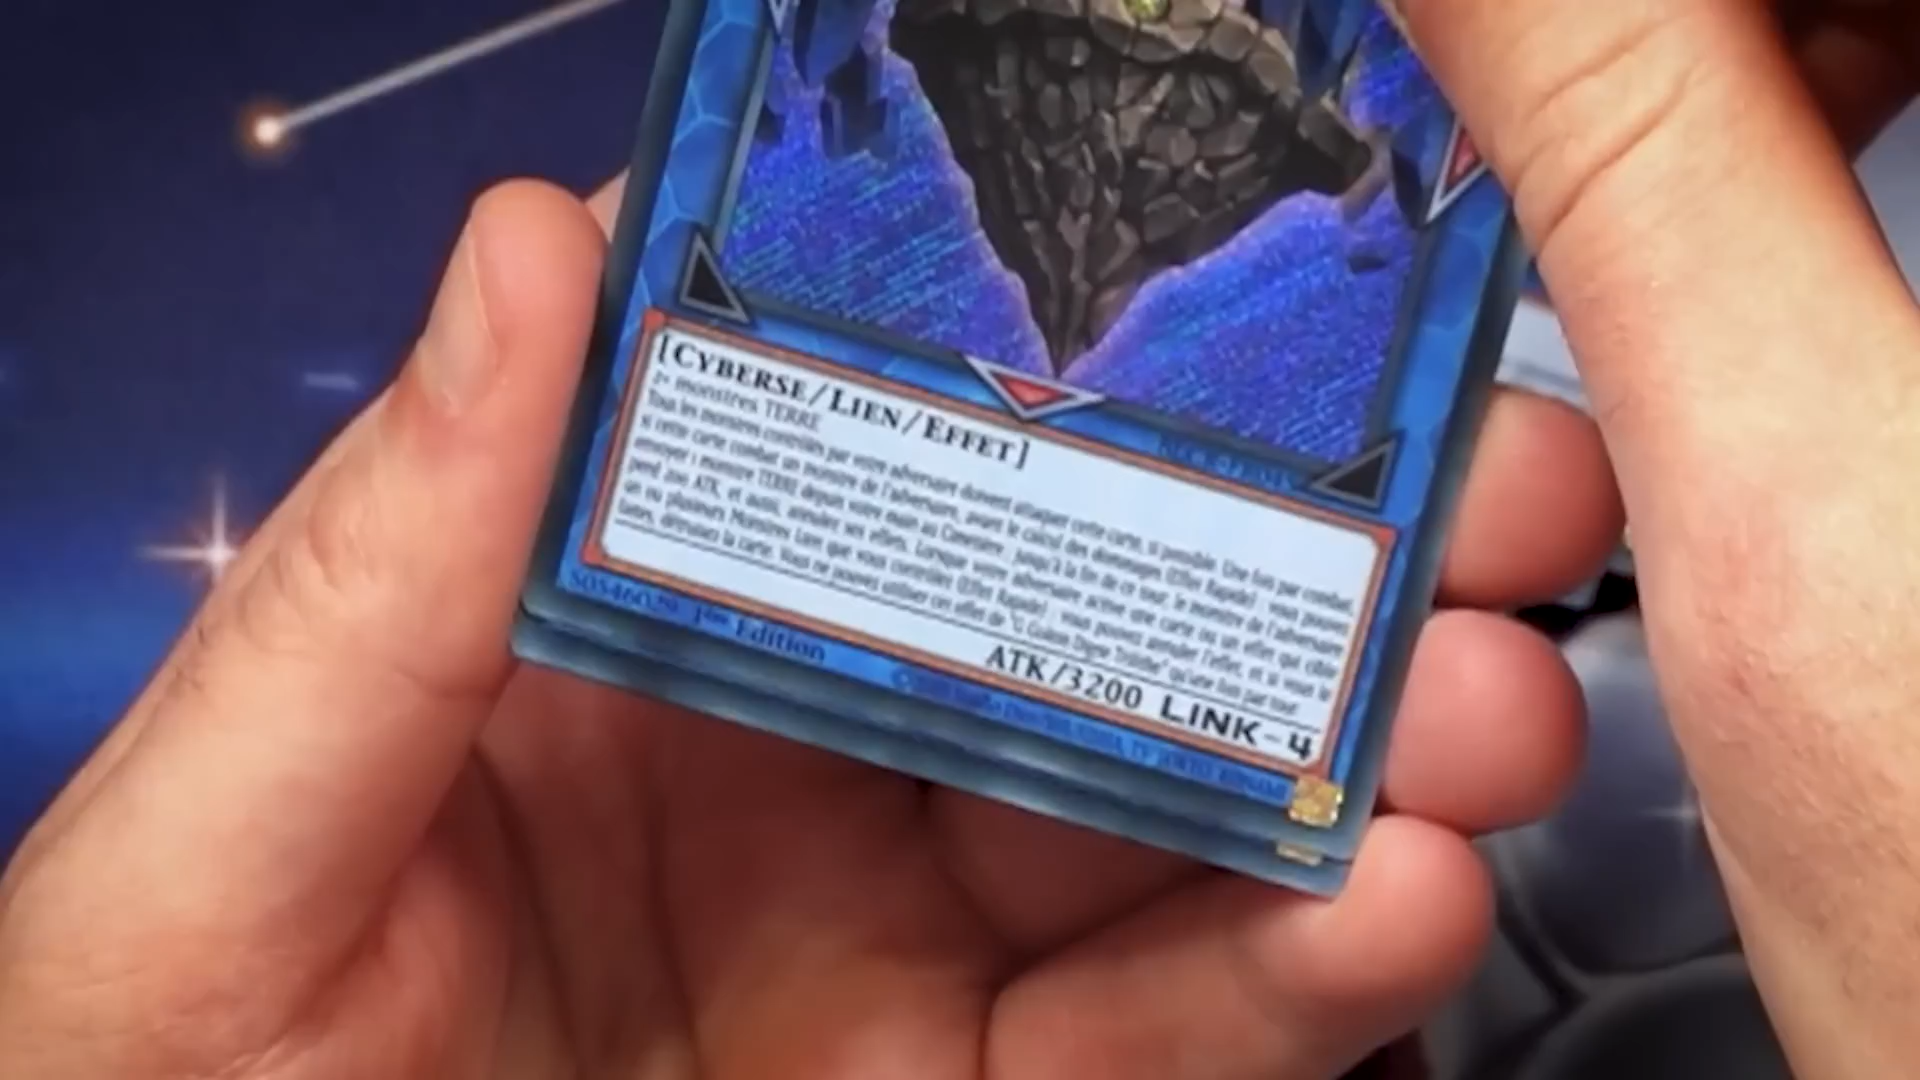 [CYBERSE/LIEN/EFFET]
2+ monstres TERRE
Tous les monstres contrôlés par votre adversaire doivent attaquer cette carte, si possible. Une fois par combat,
si cette carte combat un monstre de l'adversaire, avant le calcul des dommages (Effet Rapide) : vous pouvez
envoyer 1 monstre TERRE depuis votre main au Cimetière ; jusqu'à la fin de ce tour, le monstre de l'adversaire
perd ATK, et aussi, annulez ses effets. Lorsque votre adversaire active une carte ou un effet qui cible
un ou plusieurs Monstres Lien que vous contrôlez (Effet Rapide) : vous pouvez annuler l'effet, et si vous le
faites, détruisez la carte. Vous ne pouvez utiliser cet effet de "G Golem Digne Trilithe" qu'une fois par tour.
ATK/3200 LINK-4
1ère Edition